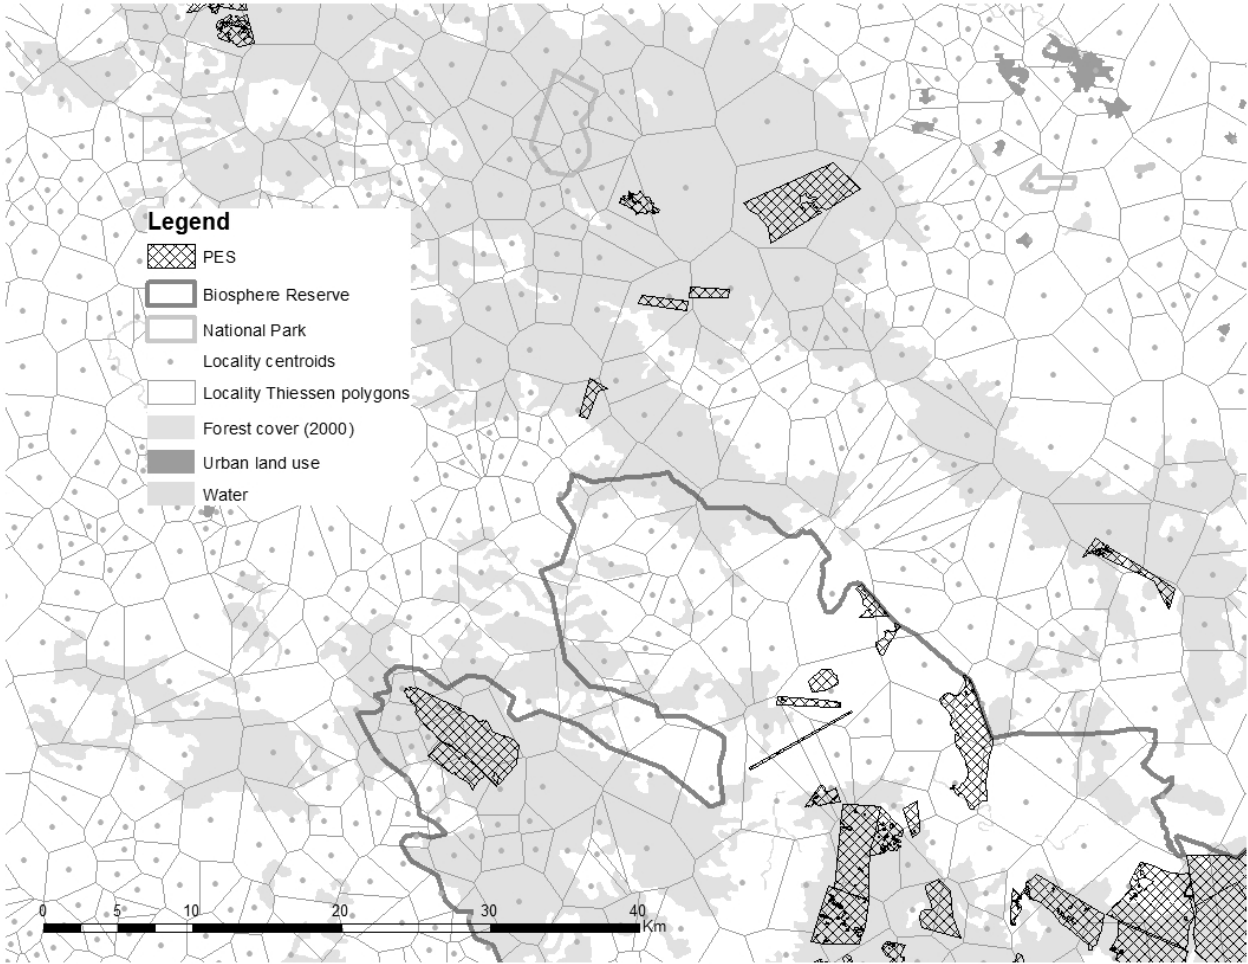 Legend
PES
Biosphere Reserve
National Park
Locality centroids
Locality Thiessen polygons
Forest cover (2000)
Urban land use
Water
0 5 10 20 30 40
Km